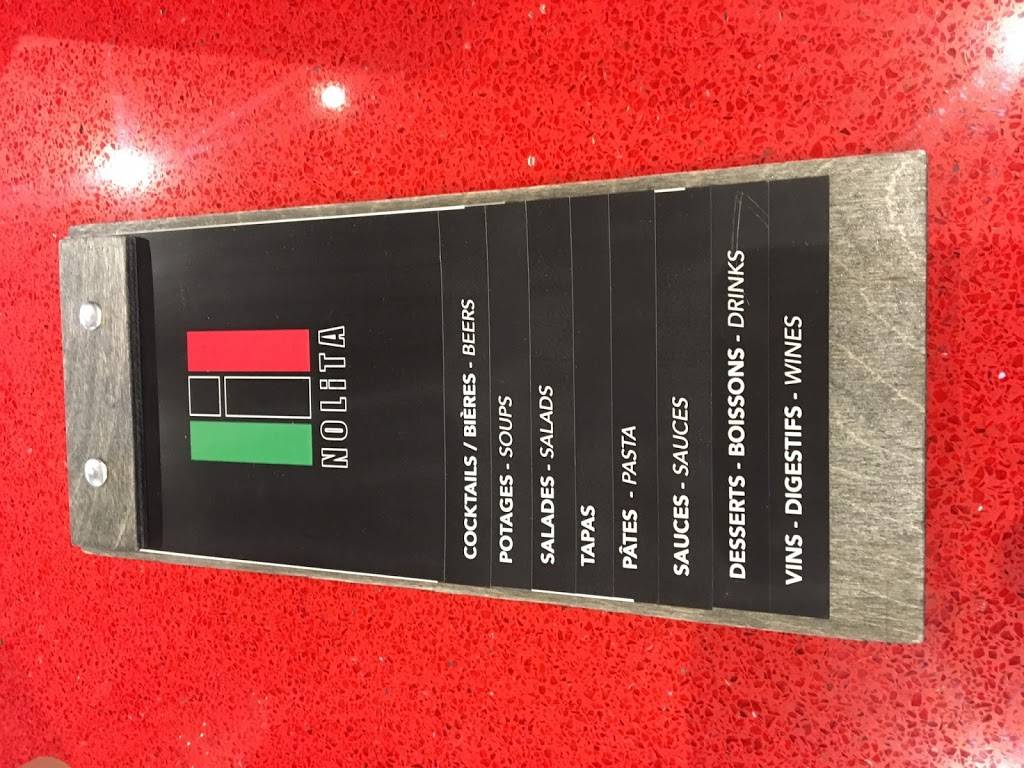 NOLiTA
COCKTAILS / BIÈRES - BEERS
POTAGES - SOUPS
SALADES - SALADS
TAPAS
PÂTES - PASTA
SAUCES - SAUCES
DESSERTS - BOISSONS - DRINKS
VINS - DIGESTIFS - WINES